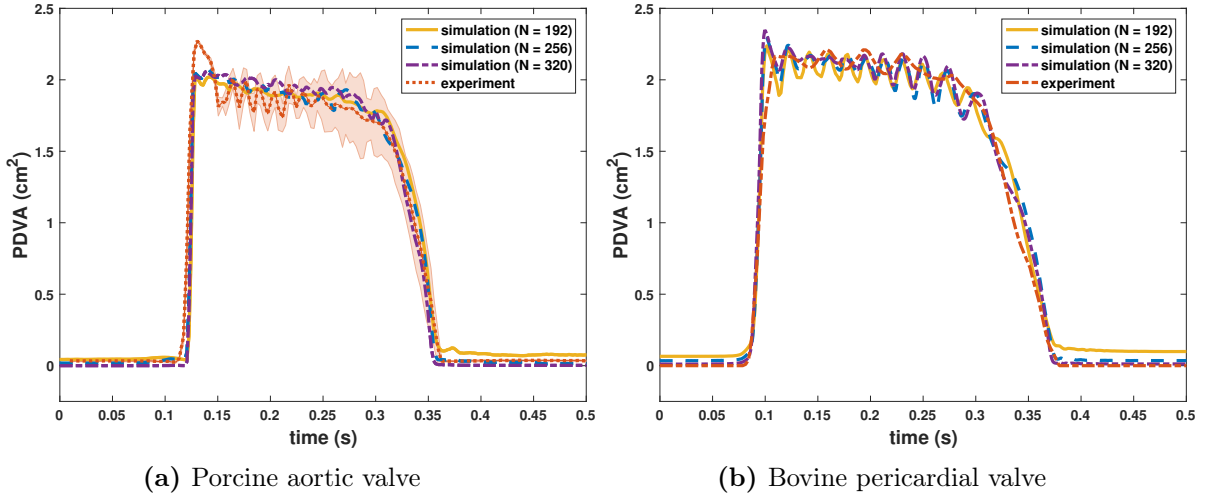 2.5
2
1.5
1
0.5
0
PDVA (cm²)
simulation (N = 192)
simulation (N = 256)
simulation (N = 320)
experiment
0 0.05 0.1 0.15 0.2 0.25 0.3 0.35 0.4 0.45 0.5
time (s)
(a) Porcine aortic valve
2.5
2
1.5
1
0.5
0
PDVA (cm²)
simulation (N = 192)
simulation (N = 256)
simulation (N = 320)
experiment
0 0.05 0.1 0.15 0.2 0.25 0.3 0.35 0.4 0.45 0.5
time (s)
(b) Bovine pericardial valve